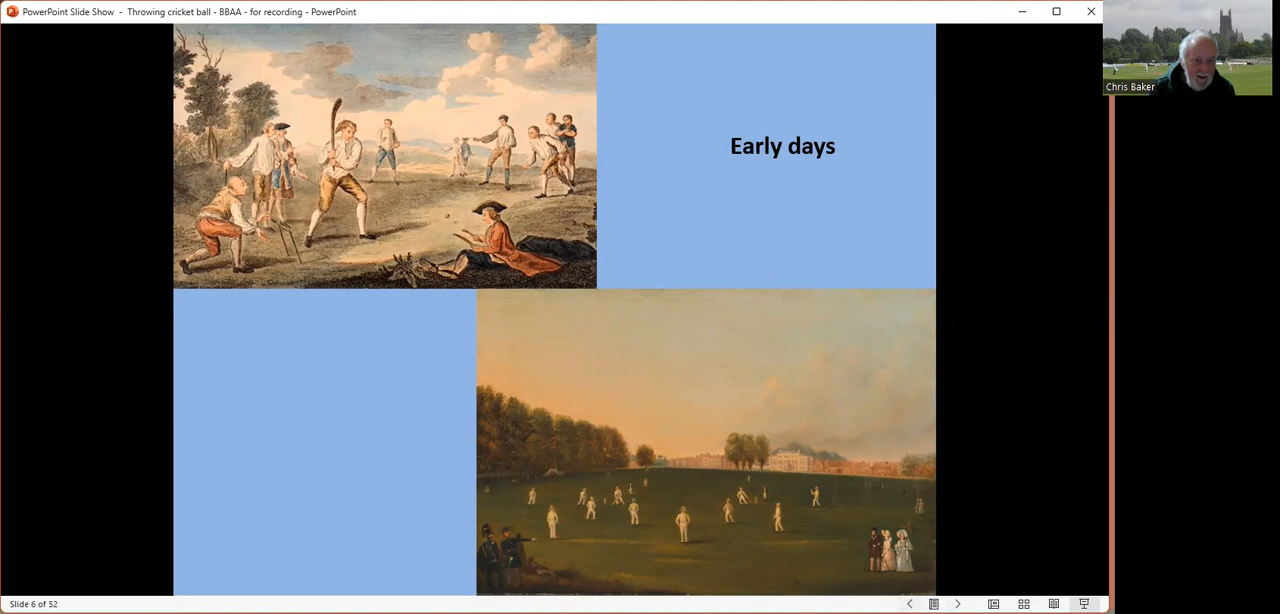 PowerPoint Slide Show - Throwing cricket ball - BBAA - for recording - PowerPoint
Chris Baker
Early days
Slide 6 of 52